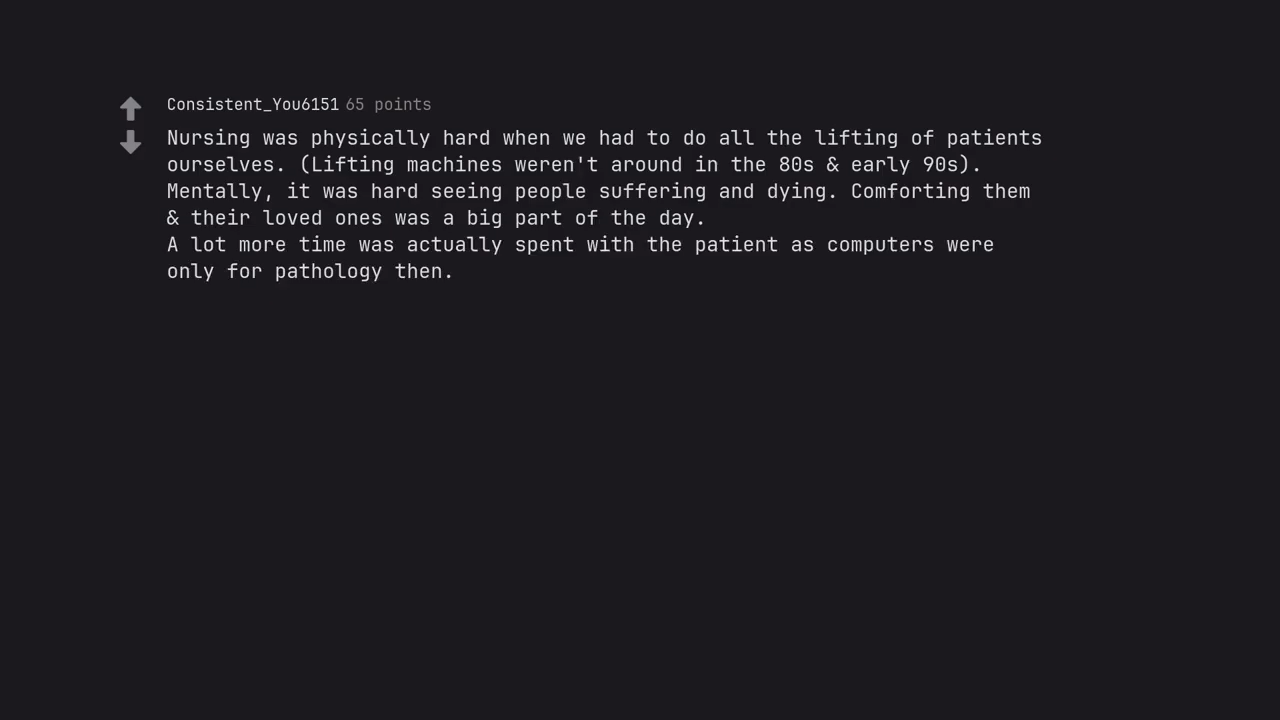 Consistent_You6151 65 points
Nursing was physically hard when we had to do all the lifting of patients
ourselves. (Lifting machines weren't around in the 80s & early 90s).
Mentally, it was hard seeing people suffering and dying. Comforting them
& their loved ones was a big part of the day.
A lot more time was actually spent with the patient as computers were
only for pathology then.